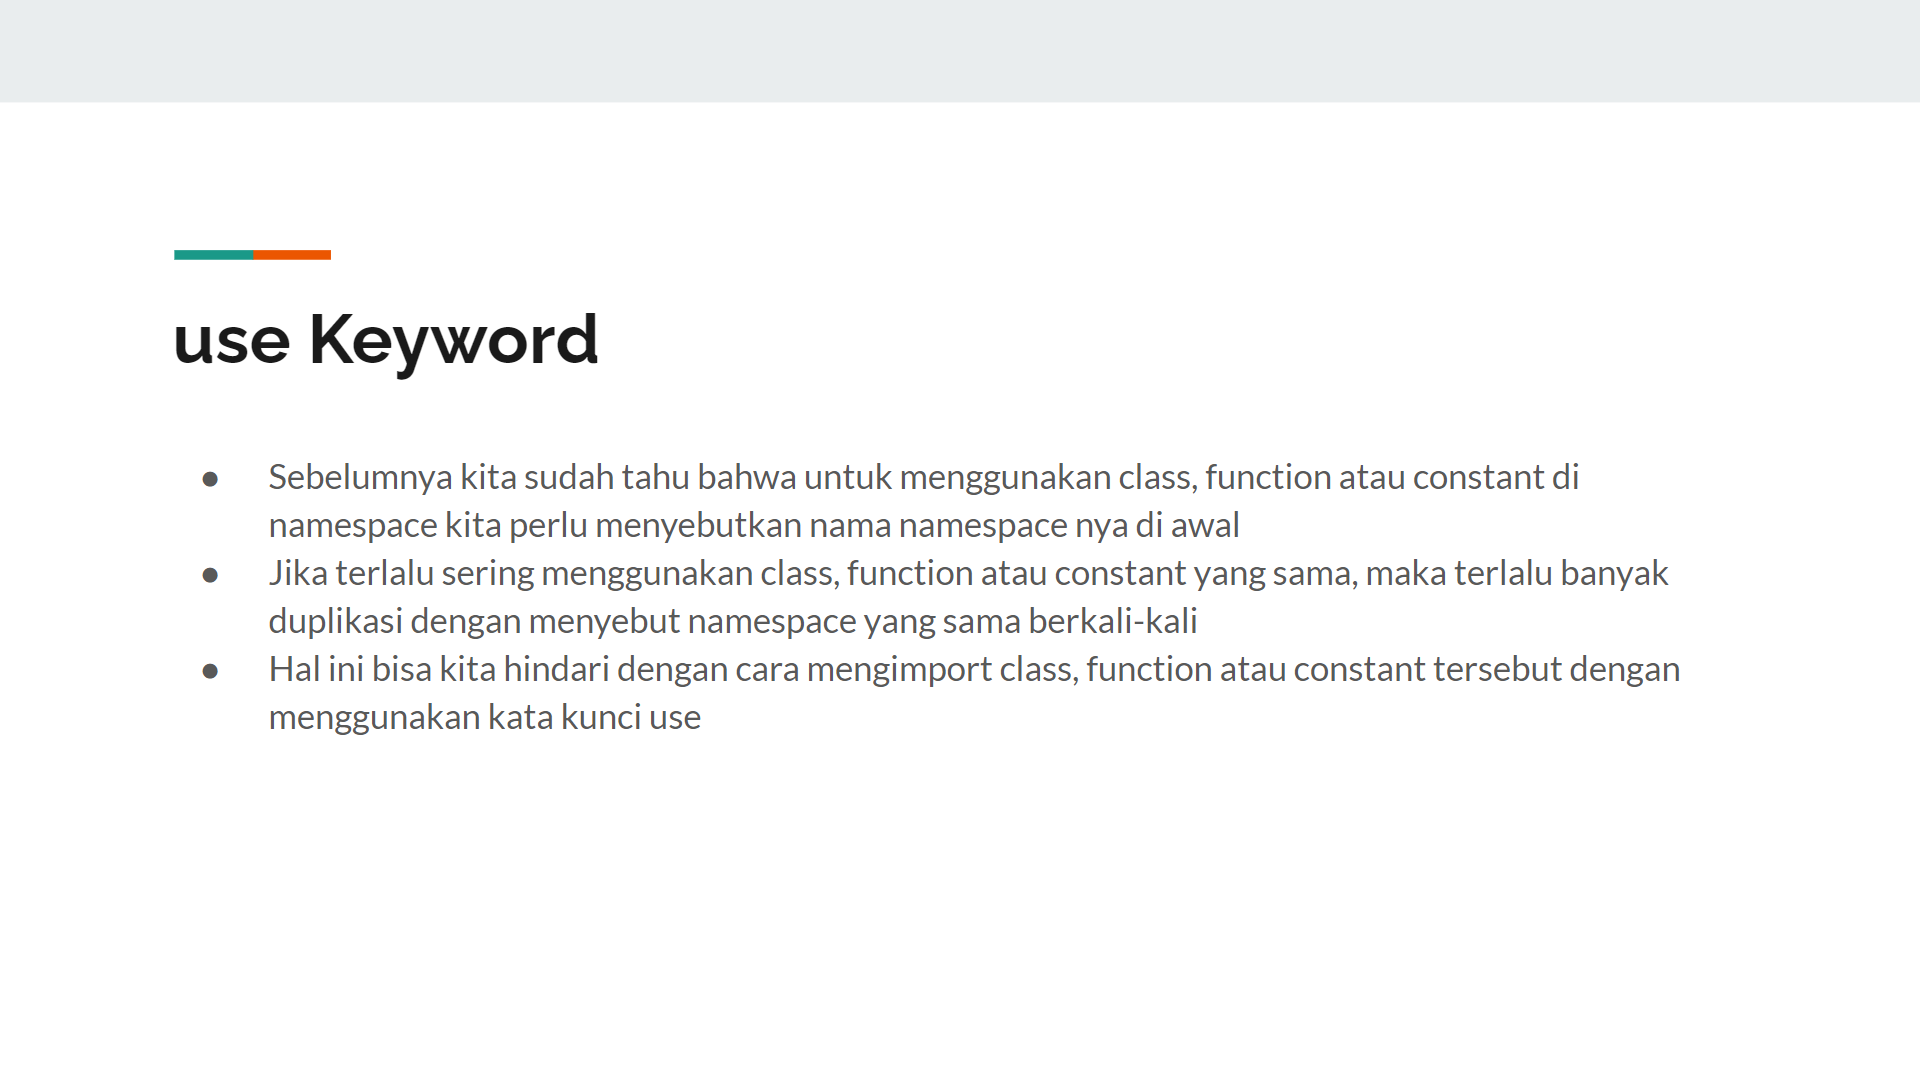 use Keyword
● Sebelumnya kita sudah tahu bahwa untuk menggunakan class, function atau constant di
namespace kita perlu menyebutkan nama namespace nya di awal
● Jika terlalu sering menggunakan class, function atau constant yang sama, maka terlalu banyak
duplikasi dengan menyebut namespace yang sama berkali-kali
● Hal ini bisa kita hindari dengan cara mengimport class, function atau constant tersebut dengan
menggunakan kata kunci use